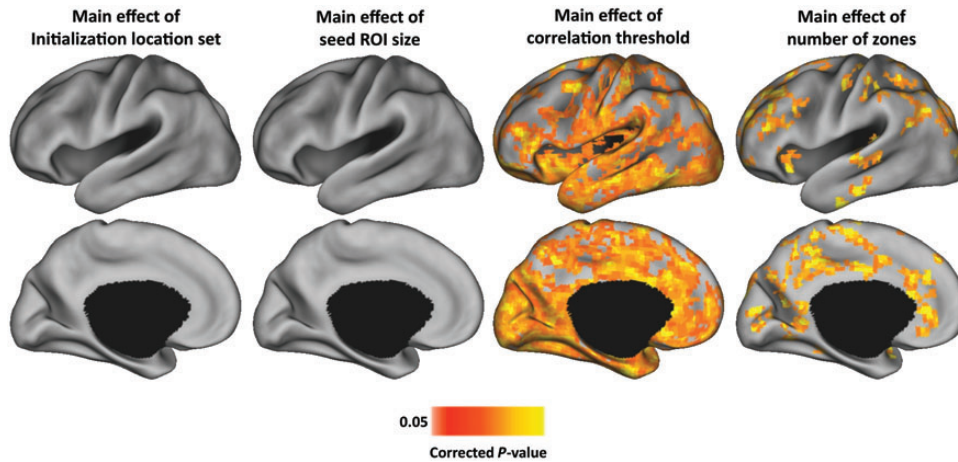 Main effect of
Initialization location set
Main effect of
seed ROI size
Main effect of
correlation threshold
Main effect of
number of zones
0.05
Corrected P-value